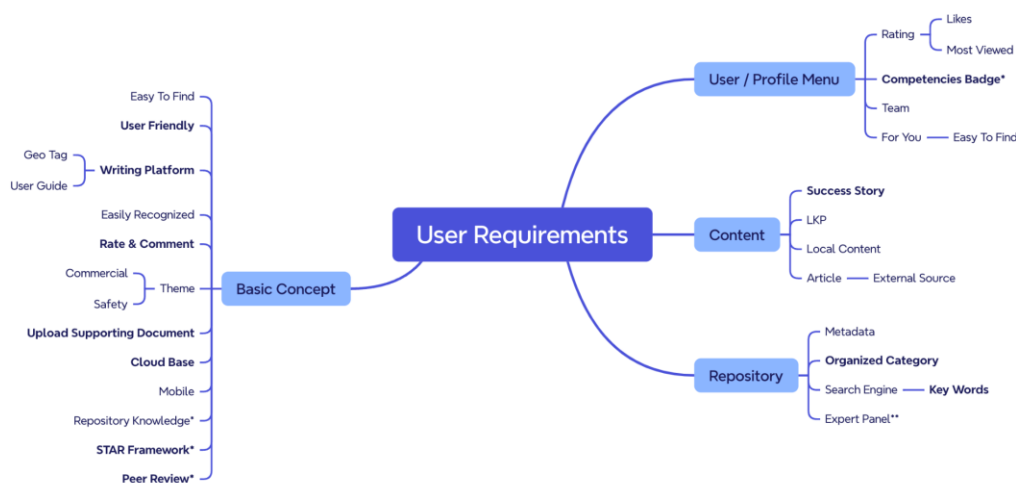 User Requirements
User / Profile Menu
Rating
Likes
Most Viewed
Competencies Badge*
Team
For You
Easy To Find
Content
Success Story
LKP
Local Content
Article
External Source
Repository
Metadata
Organized Category
Search Engine
Key Words
Expert Panel**
Basic Concept
Easy To Find
User Friendly
Writing Platform
Geo Tag
User Guide
Easily Recognized
Rate & Comment
Theme
Commercial
Safety
Upload Supporting Document
Cloud Base
Mobile
Repository Knowledge*
STAR Framework*
Peer Review*